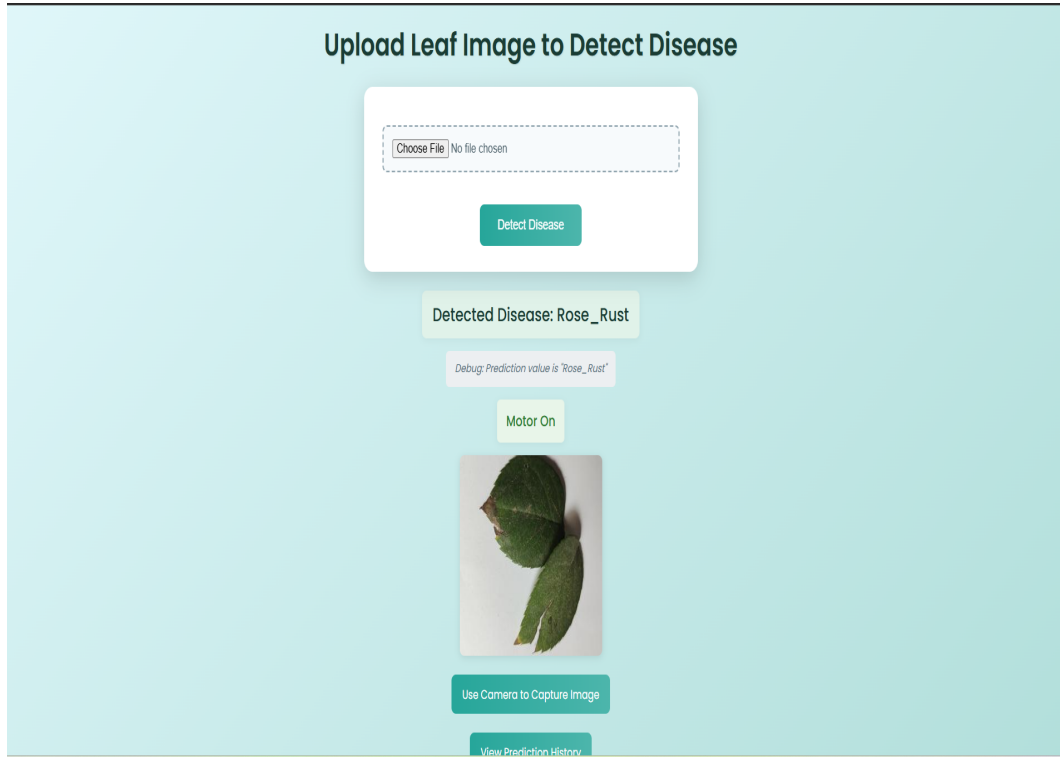 Upload Leaf Image to Detect Disease
Choose File No file chosen
Detect Disease
Detected Disease: Rose_Rust
Debug: Prediction value is "Rose_Rust"
Motor On
Use Camera to Capture Image
View Prediction History